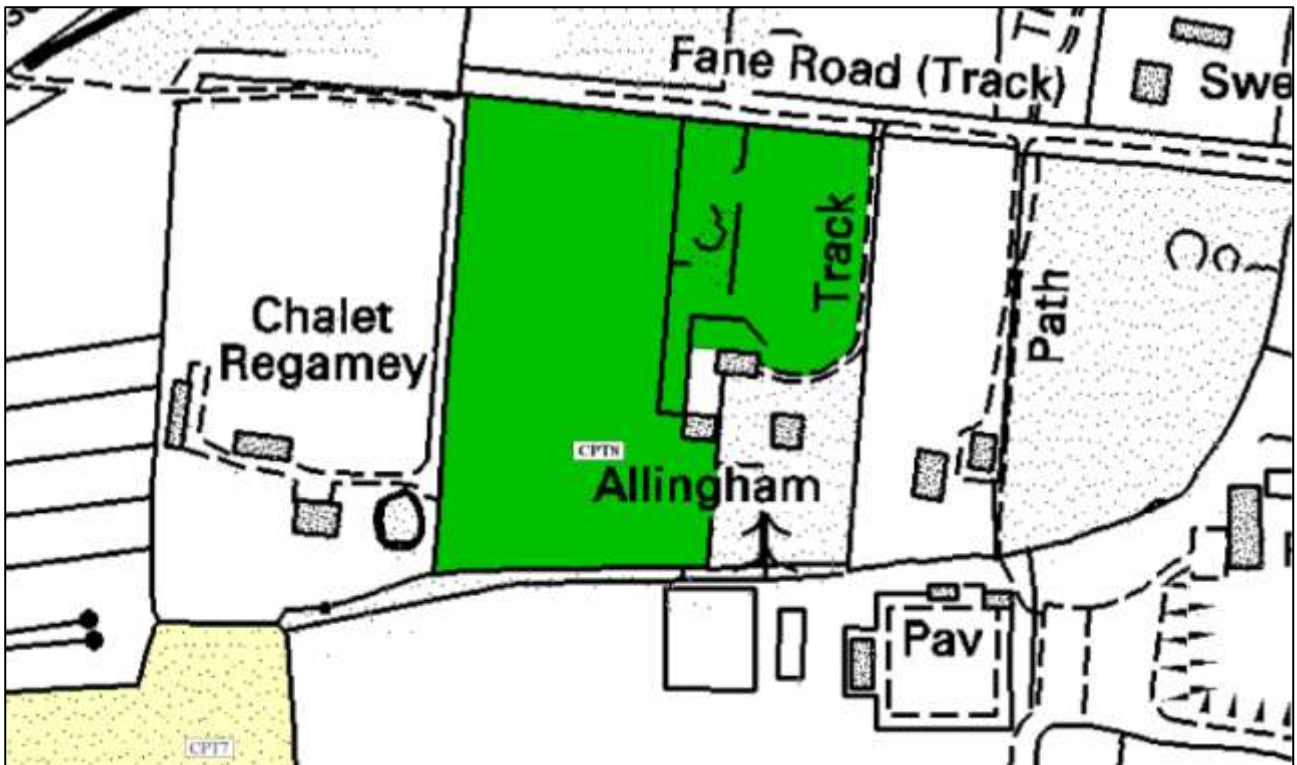 Fane Road (Track)
Swe
Track
Path
Chalet
Regamey
CPT8
Allingham
Pav
CPT7